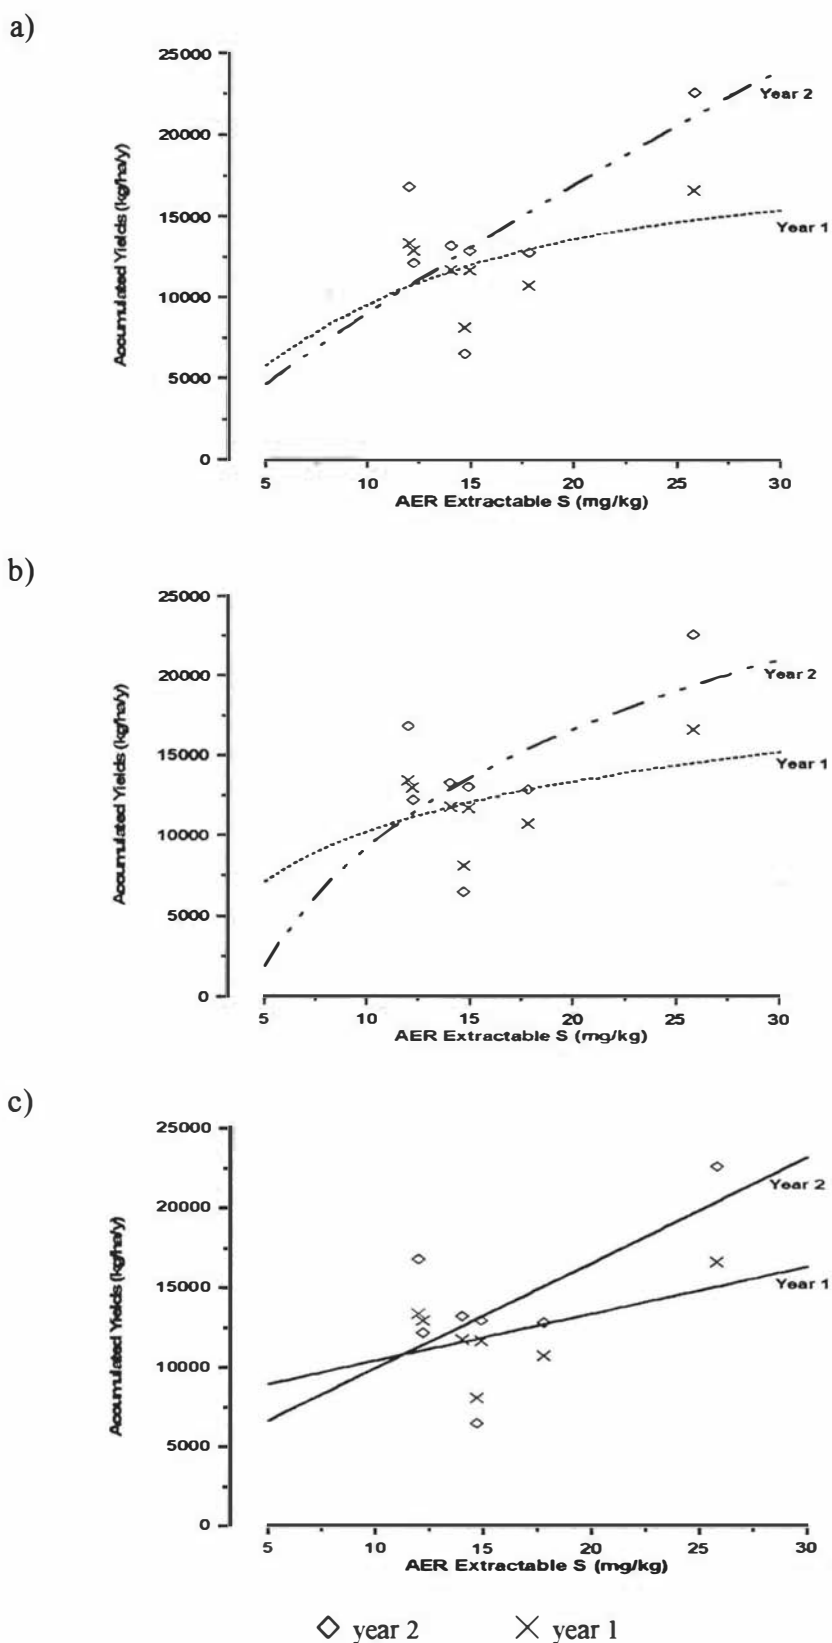 a)
25000
20000
15000
10000
5000
0
Accumulated Yields (kg/ha/y)
Year 2
Year 1
5 10 15 20 25 30
AER Extractable S (mg/kg)
b)
25000
20000
15000
10000
5000
0
Accumulated Yields (kg/ha/y)
Year 2
Year 1
5 10 15 20 25 30
AER Extractable S (mg/kg)
c)
25000
20000
15000
10000
5000
0
Accumulated Yields (kg/ha/y)
Year 2
Year 1
5 10 15 20 25 30
AER Extractable S (mg/kg)
year 2 year 1